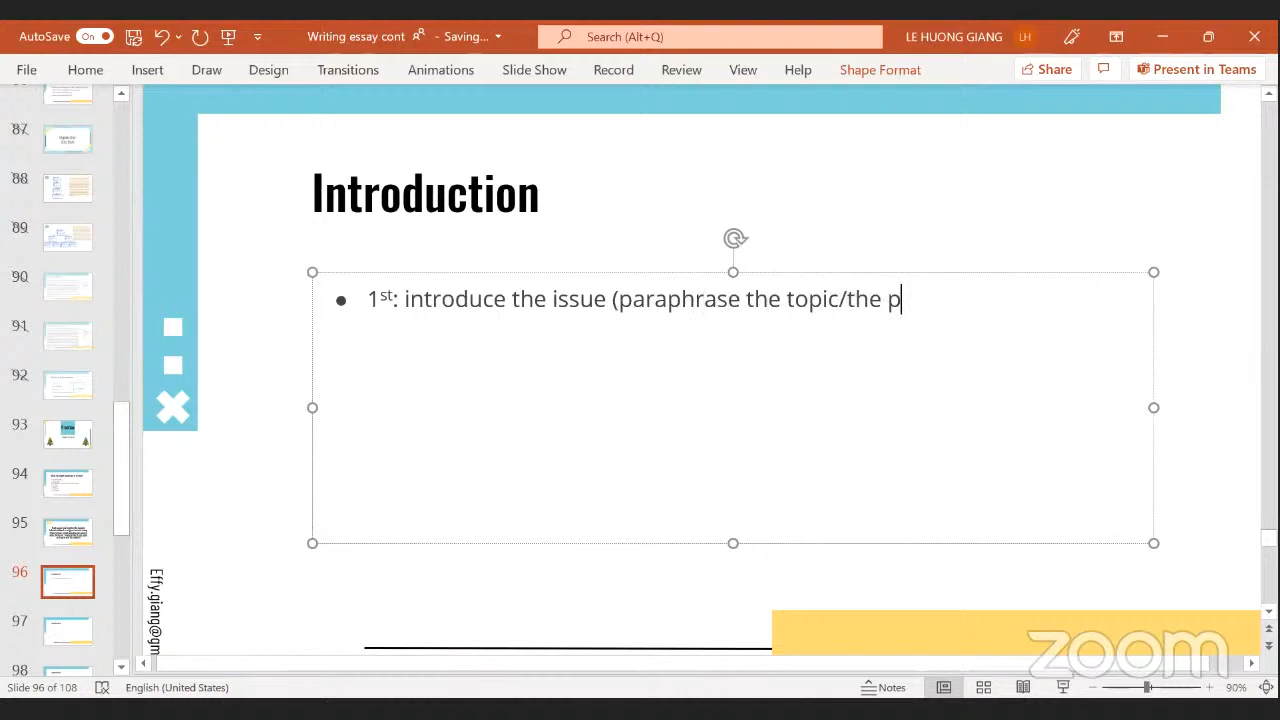 AutoSave On Writing essay cont - Saving... Search (Alt+Q) LE HUONG GIANG LH
File Home Insert Draw Design Transitions Animations Slide Show Record Review View Help Shape Format Share Present in Teams
87
88
89
90
91
92
93
94
95
96
97
98
Introduction
● 1st: introduce the issue (paraphrase the topic/the p
Effy.giang@gm
zoom
Slide 96 of 108 English (United States) Notes 90%